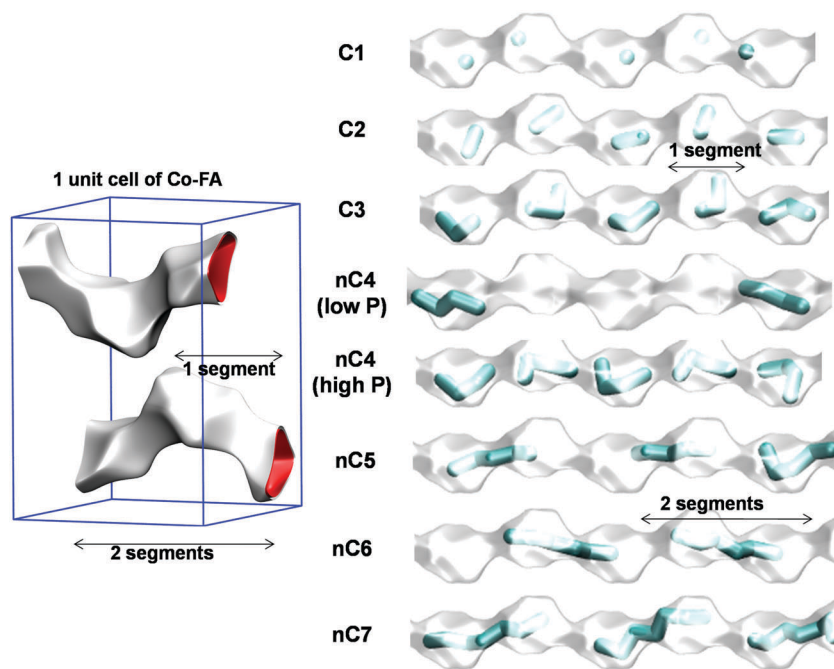 C1
C2
1 segment
1 unit cell of Co-FA
C3
nC4
(low P)
1 segment
nC4
(high P)
nC5
2 segments
2 segments
nC6
nC7